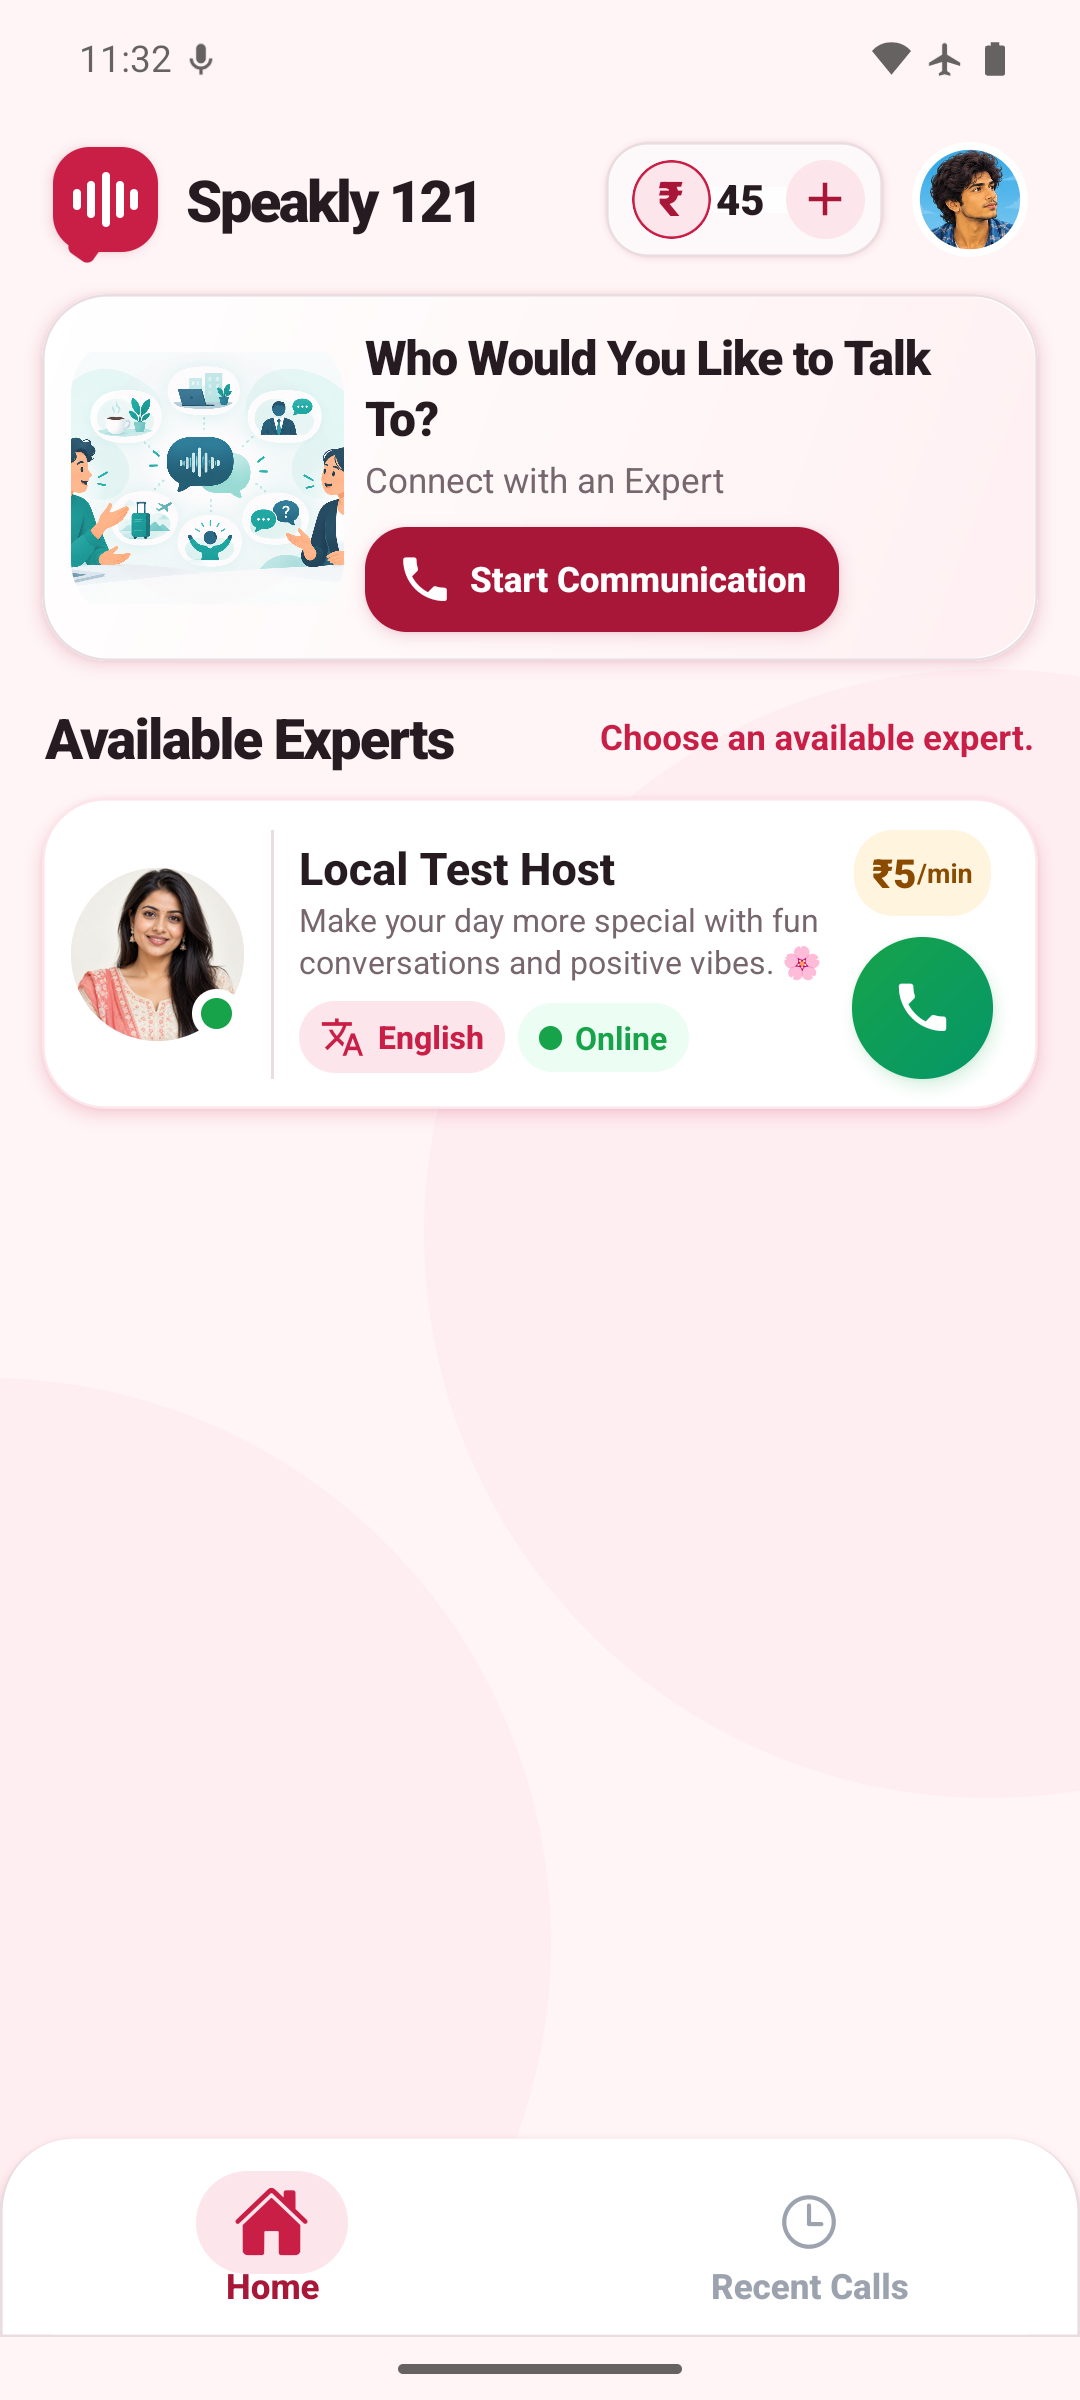 11:32
Speakly 121
₹ 45 +
Who Would You Like to Talk
To?
Connect with an Expert
Start Communication
Available Experts
Choose an available expert.
Local Test Host
₹5/min
Make your day more special with fun
conversations and positive vibes. 🌸
English
Online
Home
Recent Calls